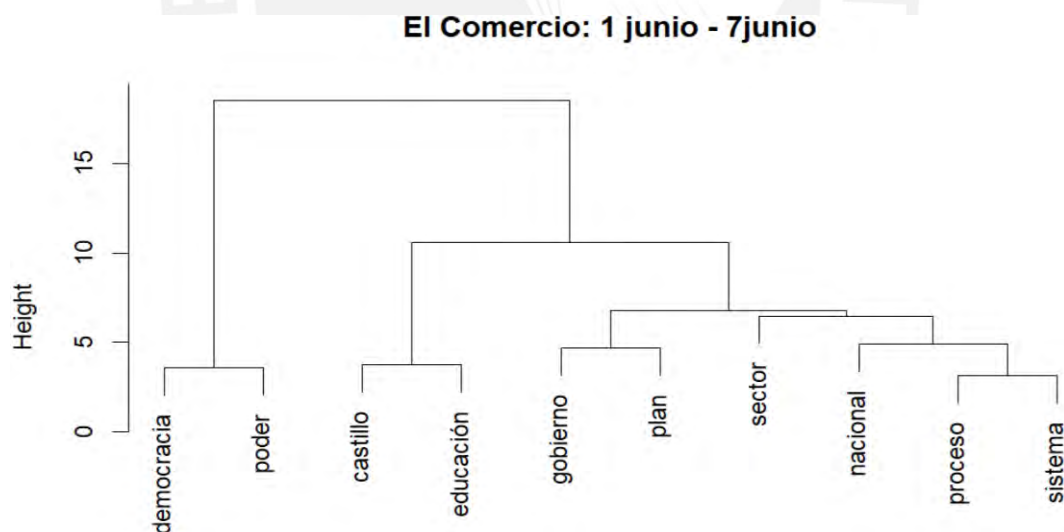 El Comercio: 1 junio - 7junio
Height
15
10
5
0
democracia
poder
castillo
educación
gobierno
plan
sector
nacional
proceso
sistema